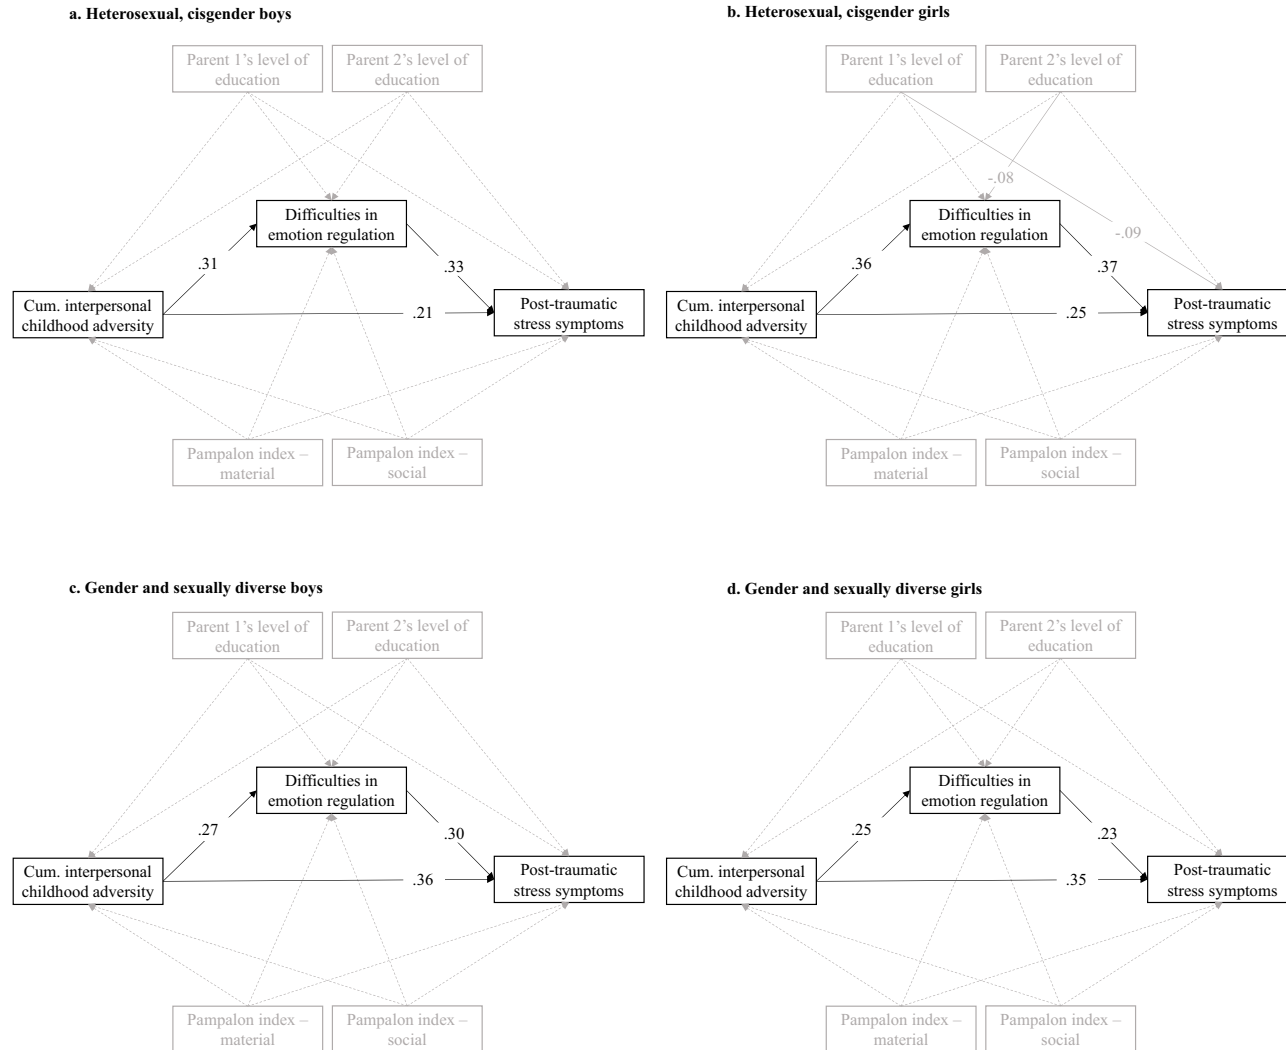 a. Heterosexual, cisgender boys
Parent 1’s level of
education
Parent 2’s level of
education
Difficulties in
emotion regulation
.31
.33
Cum. interpersonal
childhood adversity
.21
Post-traumatic
stress symptoms
Pampalon index –
material
Pampalon index –
social
b. Heterosexual, cisgender girls
Parent 1’s level of
education
Parent 2’s level of
education
-.08
Difficulties in
emotion regulation
-.09
.36
.37
Cum. interpersonal
childhood adversity
.25
Post-traumatic
stress symptoms
Pampalon index –
material
Pampalon index –
social
c. Gender and sexually diverse boys
Parent 1’s level of
education
Parent 2’s level of
education
Difficulties in
emotion regulation
.27
.30
Cum. interpersonal
childhood adversity
.36
Post-traumatic
stress symptoms
Pampalon index –
material
Pampalon index –
social
d. Gender and sexually diverse girls
Parent 1’s level of
education
Parent 2’s level of
education
Difficulties in
emotion regulation
.25
.23
Cum. interpersonal
childhood adversity
.35
Post-traumatic
stress symptoms
Pampalon index –
material
Pampalon index –
social